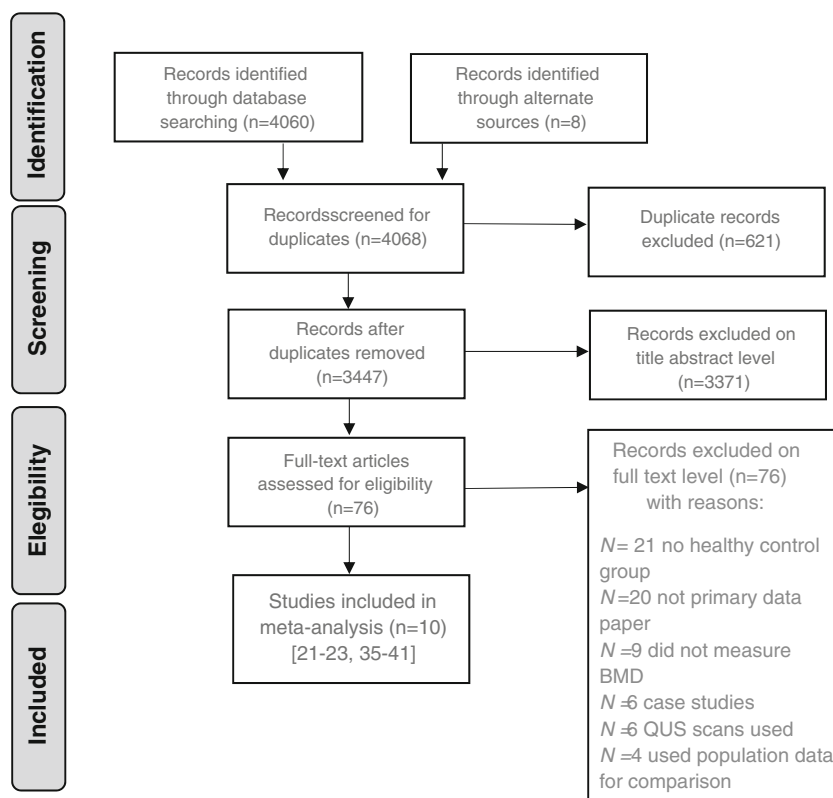 Identification
Records identified
through database
searching (n=4060)
Records identified
through alternate
sources (n=8)
Screening
Recordsscreened for
duplicates (n=4068)
Duplicate records
excluded (n=621)
Records after
duplicates removed
(n=3447)
Records excluded on
title abstract level
(n=3371)
Elegibility
Full-text articles
assessed for eligibility
(n=76)
Records excluded on
full text level (n=76)
with reasons:
N= 21 no healthy control
group
N=20 not primary data
paper
N=9 did not measure
BMD
N=6 case studies
N=6 QUS scans used
N=4 used population data
for comparison
Included
Studies included in
meta-analysis (n=10)
[21-23, 35-41]